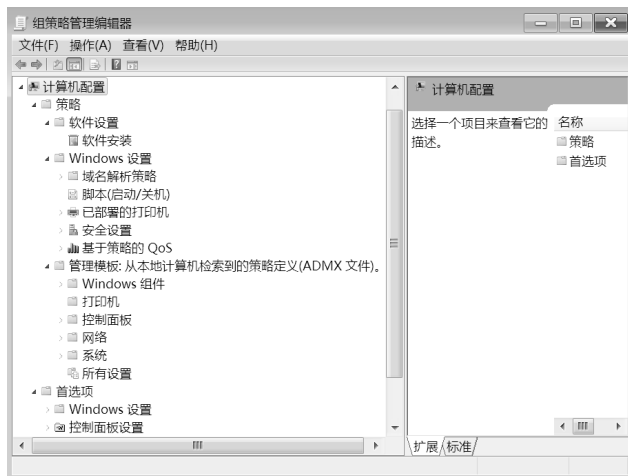 组策略管理编辑器
文件(F) 操作(A) 查看(V) 帮助(H)
计算机配置
策略
软件设置
软件安装
Windows 设置
域名解析策略
脚本(启动/关机)
已部署的打印机
安全设置
基于策略的 QoS
管理模板: 从本地计算机检索到的策略定义(ADMX 文件)。
Windows 组件
打印机
控制面板
网络
系统
所有设置
首选项
Windows 设置
控制面板设置
计算机配置
选择一个项目来查看它的
描述。
名称
策略
首选项
扩展 标准